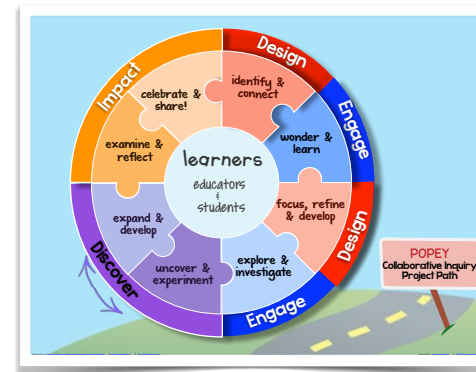 Impact
Design
Engage
Design
Engage
Discover
celebrate &
share!
identify &
connect
wonder &
learn
focus, refine
& develop
explore &
investigate
uncover &
experiment
expand &
develop
examine &
reflect
learners
educators
&
students
POPEY
Collaborative Inquiry
Project Path